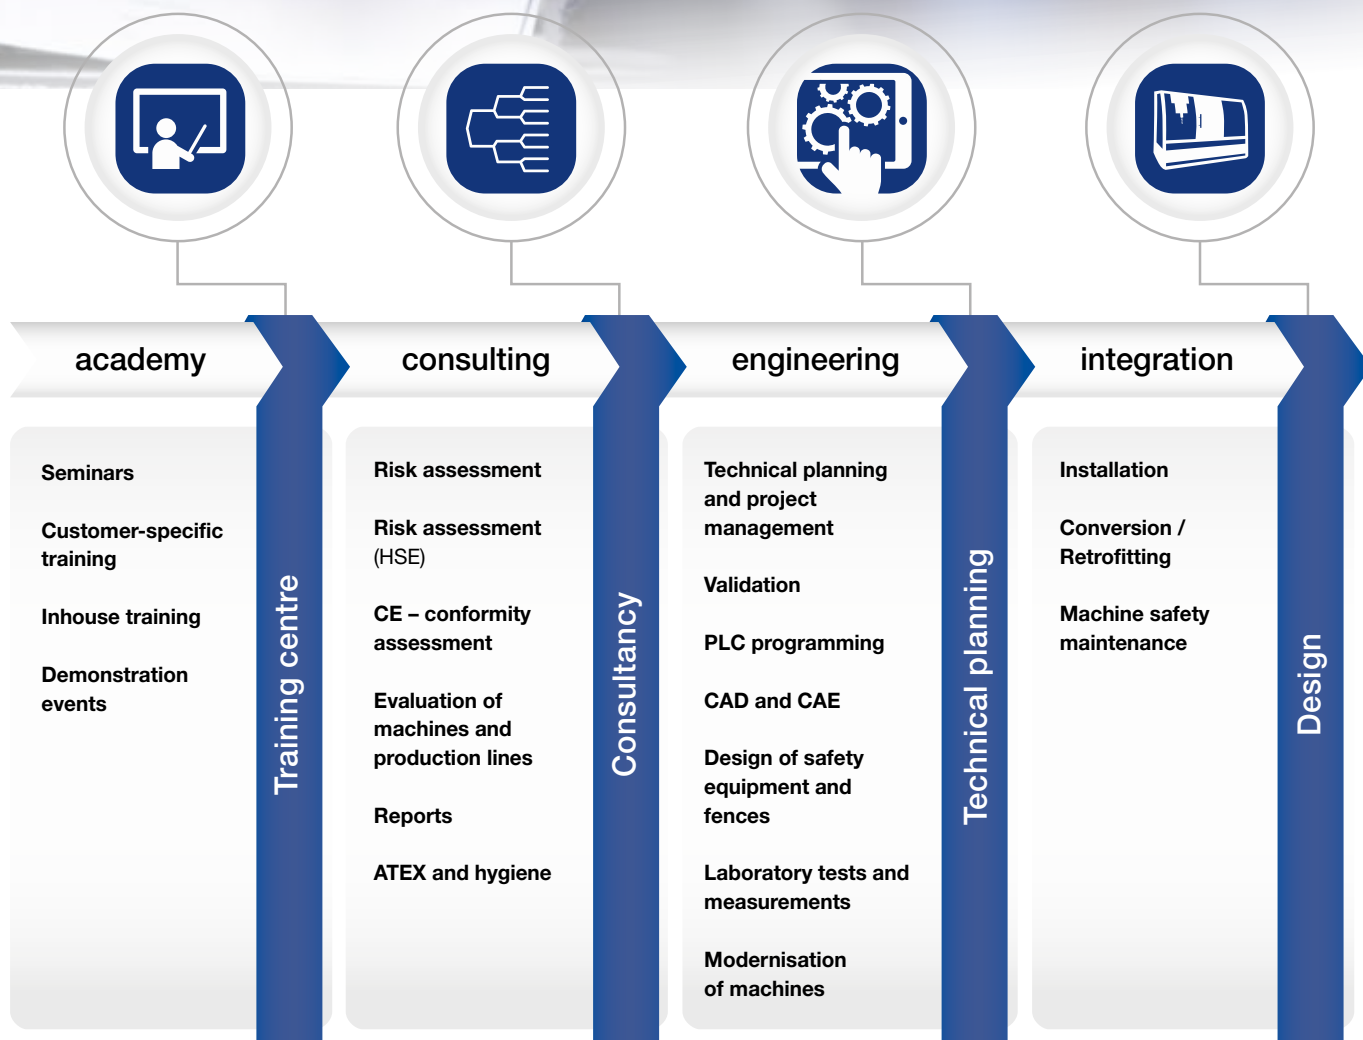 academy
consulting
engineering
integration
Seminars
Customer-specific
training
Inhouse training
Demonstration
events
Training centre
Risk assessment
Risk assessment
(HSE)
CE – conformity
assessment
Evaluation of
machines and
production lines
Reports
ATEX and hygiene
Consultancy
Technical planning
and project
management
Validation
PLC programming
CAD and CAE
Design of safety
equipment and
fences
Laboratory tests and
measurements
Modernisation
of machines
Technical planning
Installation
Conversion /
Retrofitting
Machine safety
maintenance
Design